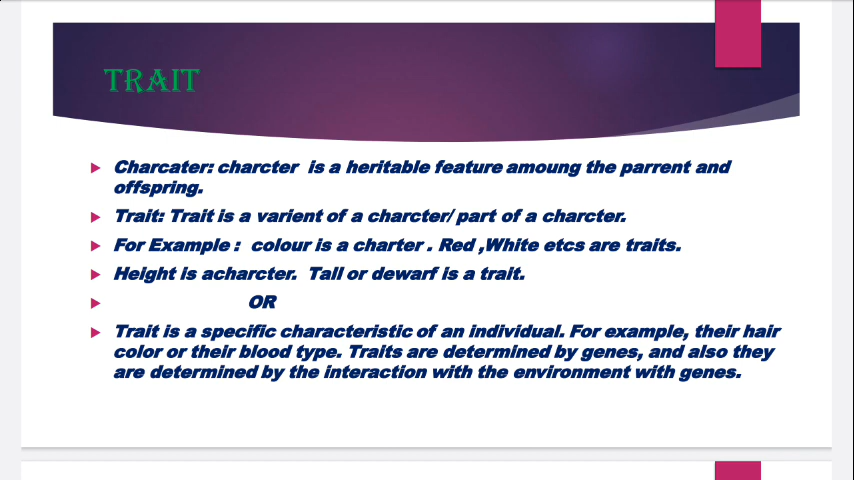 TRAIT
Charcater: charcter is a heritable feature amoung the parrent and
offspring.
Trait: Trait is a varient of a charcter/ part of a charcter.
For Example : colour is a charter . Red ,White etcs are traits.
Height is acharcter. Tall or dewarf is a trait.
OR
Trait is a specific characteristic of an individual. For example, their hair
color or their blood type. Traits are determined by genes, and also they
are determined by the interaction with the environment with genes.